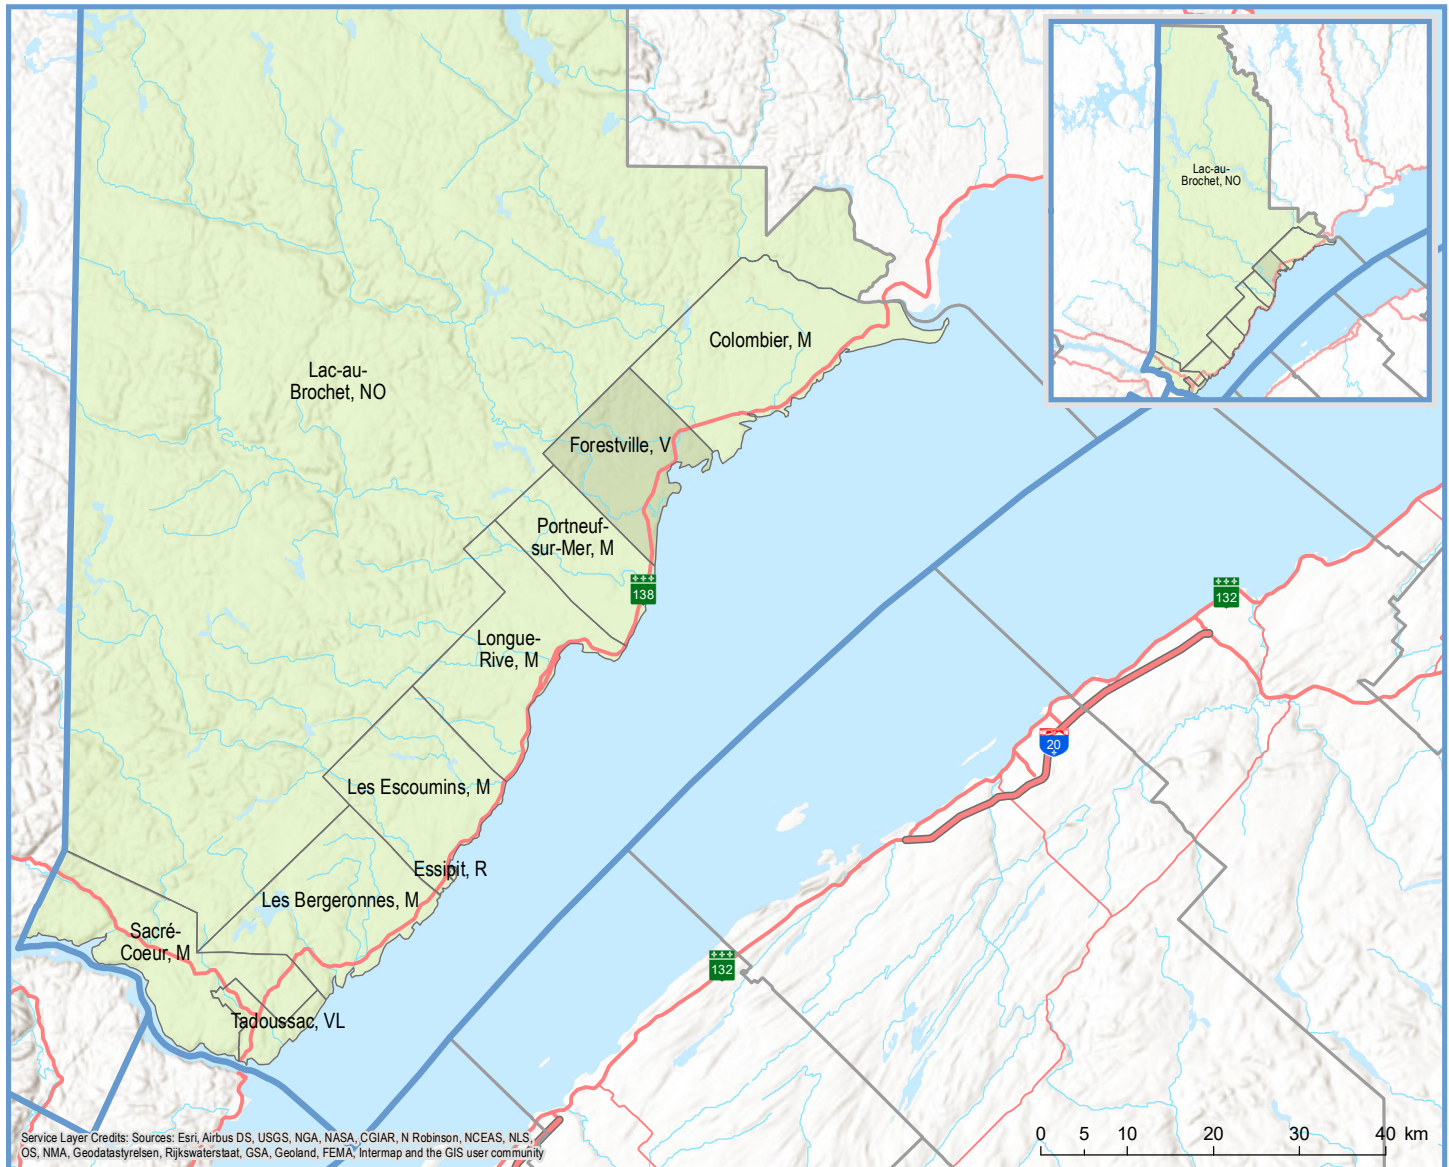 Lac-au-
Brochet, NO
Colombier, M
Lac-au-
Brochet, NO
Forestville, V
Portneuf-
sur-Mer, M
138
132
Longue-
Rive, M
20
Les Escoumins, M
Essipit, R
Les Bergeronnes, M
Sacré-
Coeur, M
132
Tadoussac, VL
Service Layer Credits: Sources: Esri, Airbus DS, USGS, NGA, NASA, CGIAR, N Robinson, NCEAS, NLS,
OS, NMA, Geodatastyrelsen, Rijkswaterstaat, GSA, Geoland, FEMA, Intermap and the GIS user community
0 5 10 20 30 40 km